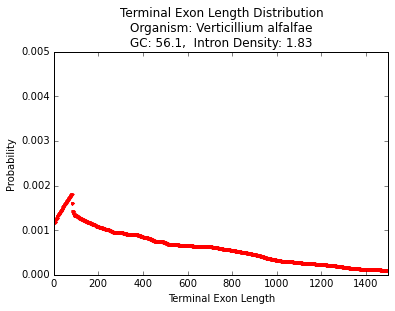 Terminal Exon Length Distribution
Organism: Verticillium alfalfae
GC: 56.1,  Intron Density: 1.83
0.005
0.004
0.003
0.002
0.001
0.000
Probability
0 200 400 600 800 1000 1200 1400
Terminal Exon Length